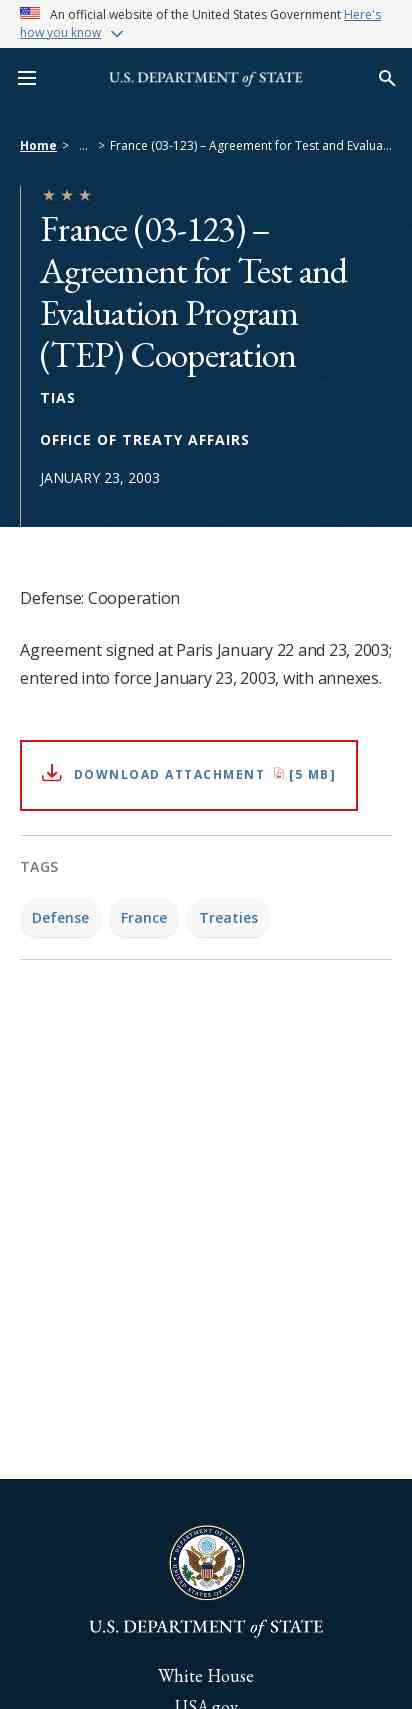 An official website of the United States Government Here's
how you know
U.S. DEPARTMENT of STATE
Home > ... > France (03-123) – Agreement for Test and Evalua...
France (03-123) –
Agreement for Test and
Evaluation Program
(TEP) Cooperation
TIAS
OFFICE OF TREATY AFFAIRS
JANUARY 23, 2003
Defense: Cooperation
Agreement signed at Paris January 22 and 23, 2003;
entered into force January 23, 2003, with annexes.
DOWNLOAD ATTACHMENT [5 MB]
TAGS
Defense France Treaties
U.S. DEPARTMENT of STATE
White House
USA.gov